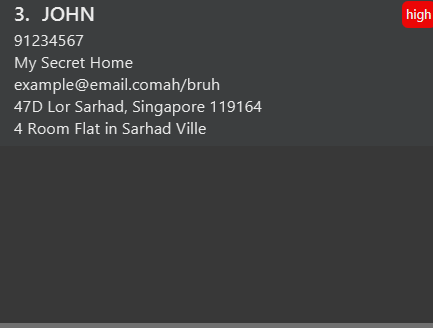 3. JOHN
high
91234567
My Secret Home
example@email.comah/bruh
47D Lor Sarhad, Singapore 119164
4 Room Flat in Sarhad Ville